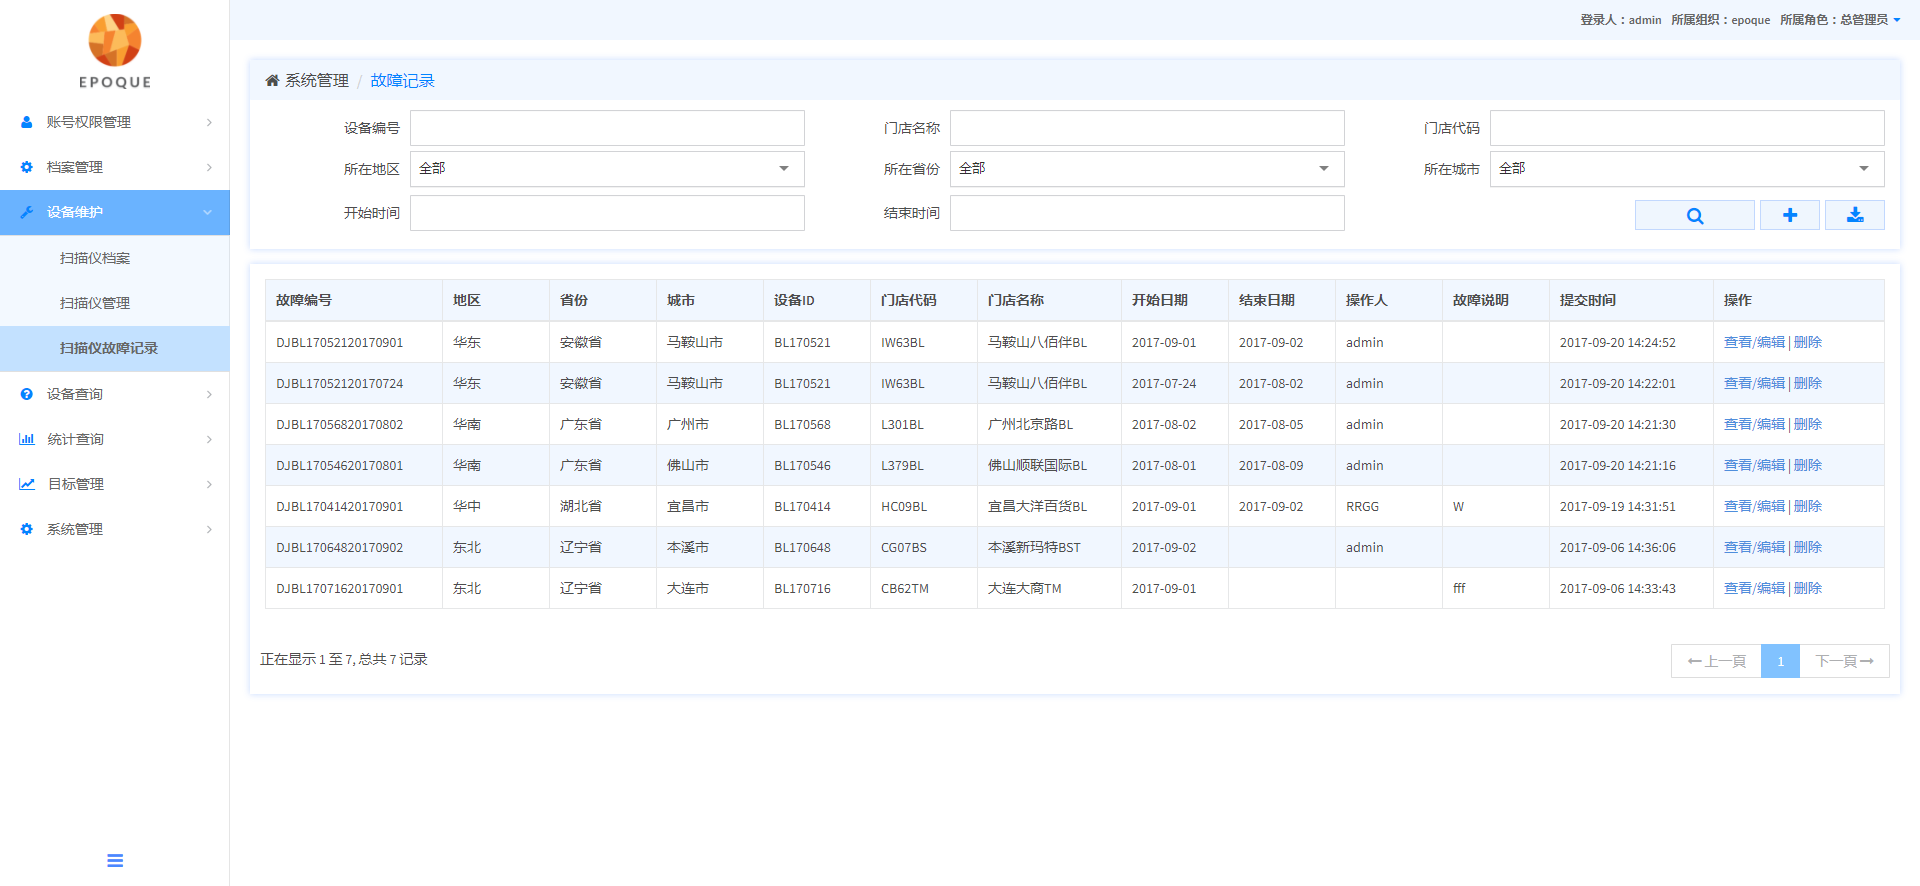 登录人：admin 所属组织：epoque 所属角色：总管理员
EPOQUE
账号权限管理
档案管理
设备维护
扫描仪档案
扫描仪管理
扫描仪故障记录
设备查询
统计查询
目标管理
系统管理
系统管理 / 故障记录
设备编号 门店名称 门店代码
所在地区 全部 所在省份 全部 所在城市 全部
开始时间 结束时间
故障编号 地区 省份 城市 设备ID 门店代码 门店名称 开始日期 结束日期 操作人 故障说明 提交时间 操作
DJBL17052120170901 华东 安徽省 马鞍山市 BL170521 IW63BL 马鞍山八佰伴BL 2017-09-01 2017-09-02 admin 2017-09-20 14:24:52 查看/编辑 | 删除
DJBL17052120170724 华东 安徽省 马鞍山市 BL170521 IW63BL 马鞍山八佰伴BL 2017-07-24 2017-08-02 admin 2017-09-20 14:22:01 查看/编辑 | 删除
DJBL17056820170802 华南 广东省 广州市 BL170568 L301BL 广州北京路BL 2017-08-02 2017-08-05 admin 2017-09-20 14:21:30 查看/编辑 | 删除
DJBL17054620170801 华南 广东省 佛山市 BL170546 L379BL 佛山顺联国际BL 2017-08-01 2017-08-09 admin 2017-09-20 14:21:16 查看/编辑 | 删除
DJBL17041420170901 华中 湖北省 宜昌市 BL170414 HC09BL 宜昌大洋百货BL 2017-09-01 2017-09-02 RRGG W 2017-09-19 14:31:51 查看/编辑 | 删除
DJBL17064820170902 东北 辽宁省 本溪市 BL170648 CG07BS 本溪新玛特BST 2017-09-02 admin 2017-09-06 14:36:06 查看/编辑 | 删除
DJBL17071620170901 东北 辽宁省 大连市 BL170716 CB62TM 大连大商TM 2017-09-01 fff 2017-09-06 14:33:43 查看/编辑 | 删除
正在显示 1 至 7, 总共 7 记录
←上一頁 1 下一頁→